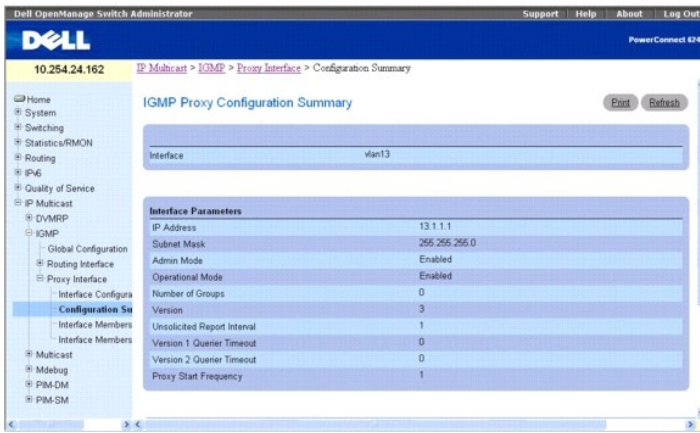 Dell OpenManage Switch Administrator Support Help About Log Out
DELL
PowerConnect 624
10.254.24.162
IP Multicast > IGMP > Proxy Interface > Configuration Summary
Home
System
Switching
Statistics/RMON
Routing
IPv6
Quality of Service
IP Multicast
DVMRP
IGMP
Global Configuration
Routing Interface
Proxy Interface
Interface Configura
Configuration Su
Interface Members
Interface Members
Multicast
Mdebug
PIM-DM
PIM-SM
IGMP Proxy Configuration Summary
Print Refresh
Interface vlan13
Interface Parameters
IP Address 13.1.1.1
Subnet Mask 255.255.255.0
Admin Mode Enabled
Operational Mode Enabled
Number of Groups 0
Version 3
Unsolicited Report Interval 1
Version 1 Querier Timeout 0
Version 2 Querier Timeout 0
Proxy Start Frequency 1